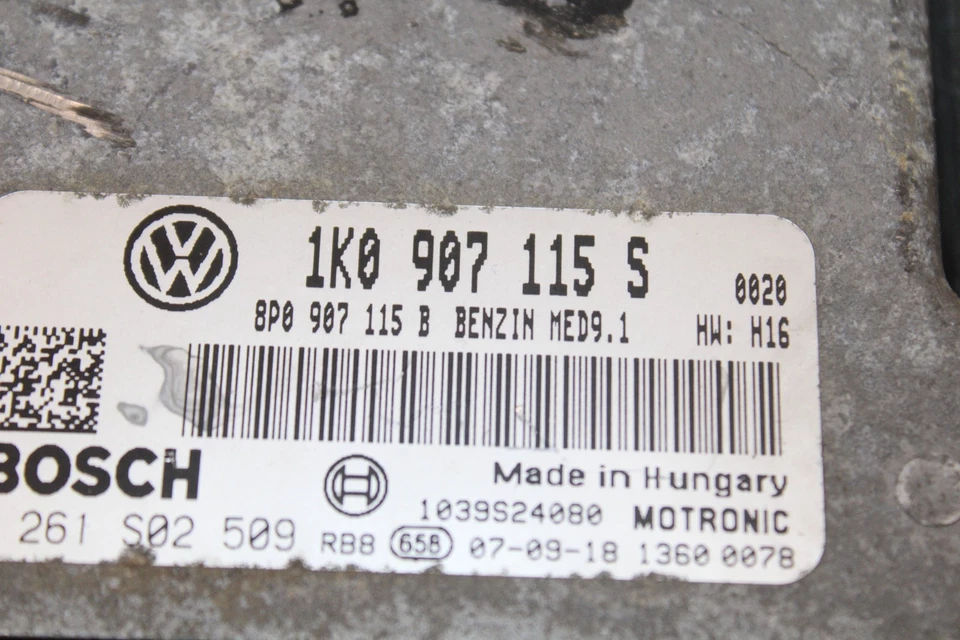 1K0 907 115 S
0020
8P0 907 115 B BENZIN MED9.1 HW: H16
BOSCH
Made in Hungary
1039S24080 MOTRONIC
261 S02 509 RB8 658 07-09-18 1360 0078